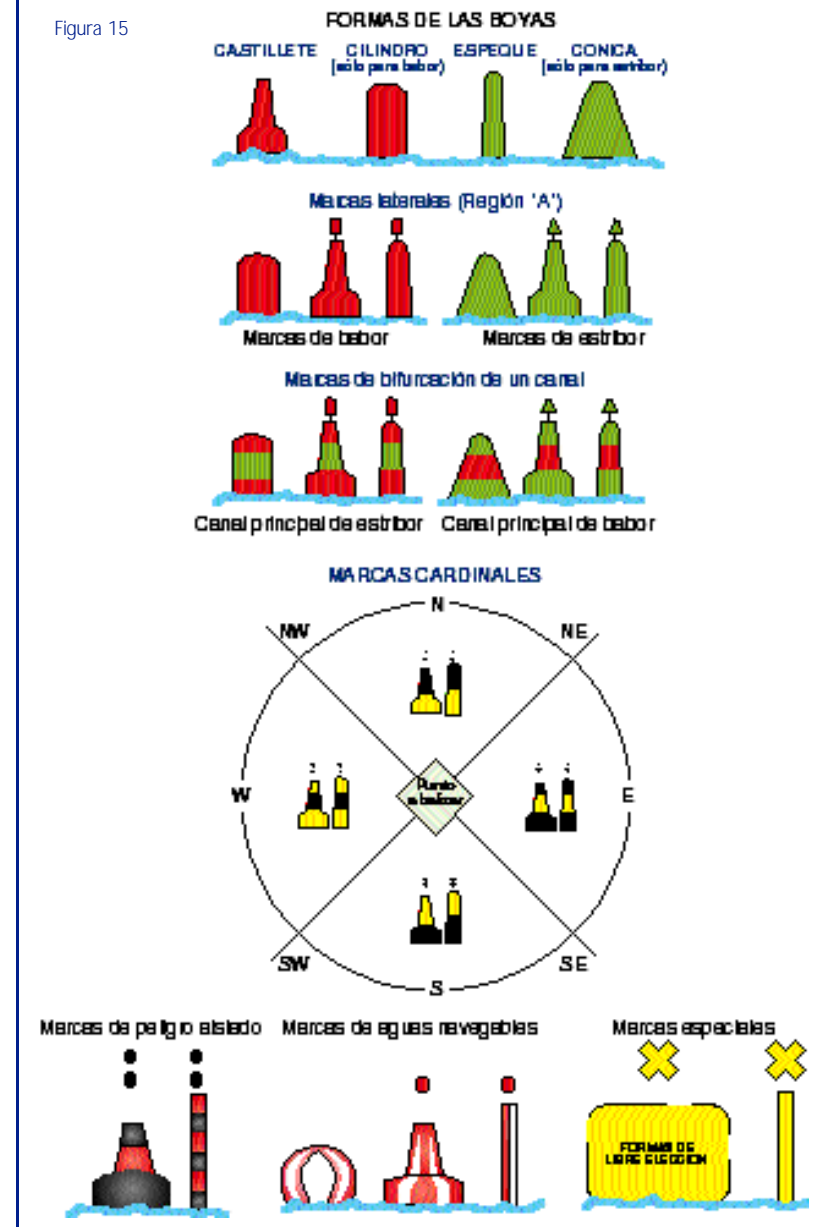 Figura 15
FORMAS DE LAS BOYAS
CASTILLETE CILINDRO ESPEQUE CONICA
(sólo para babor) (sólo para estribor)
Marcas laterales (Región 'A')
Marcas de babor Marcas de estribor
Marcas de bifurcación de un canal
Canal principal de estribor Canal principal de babor
MARCAS CARDINALES
N
NW NE
Punto
a balizar
W E
SW SE
S
Marcas de peligro aislado Marcas de aguas navegables Marcas especiales
FORMAS DE
LIBRE ELECCION